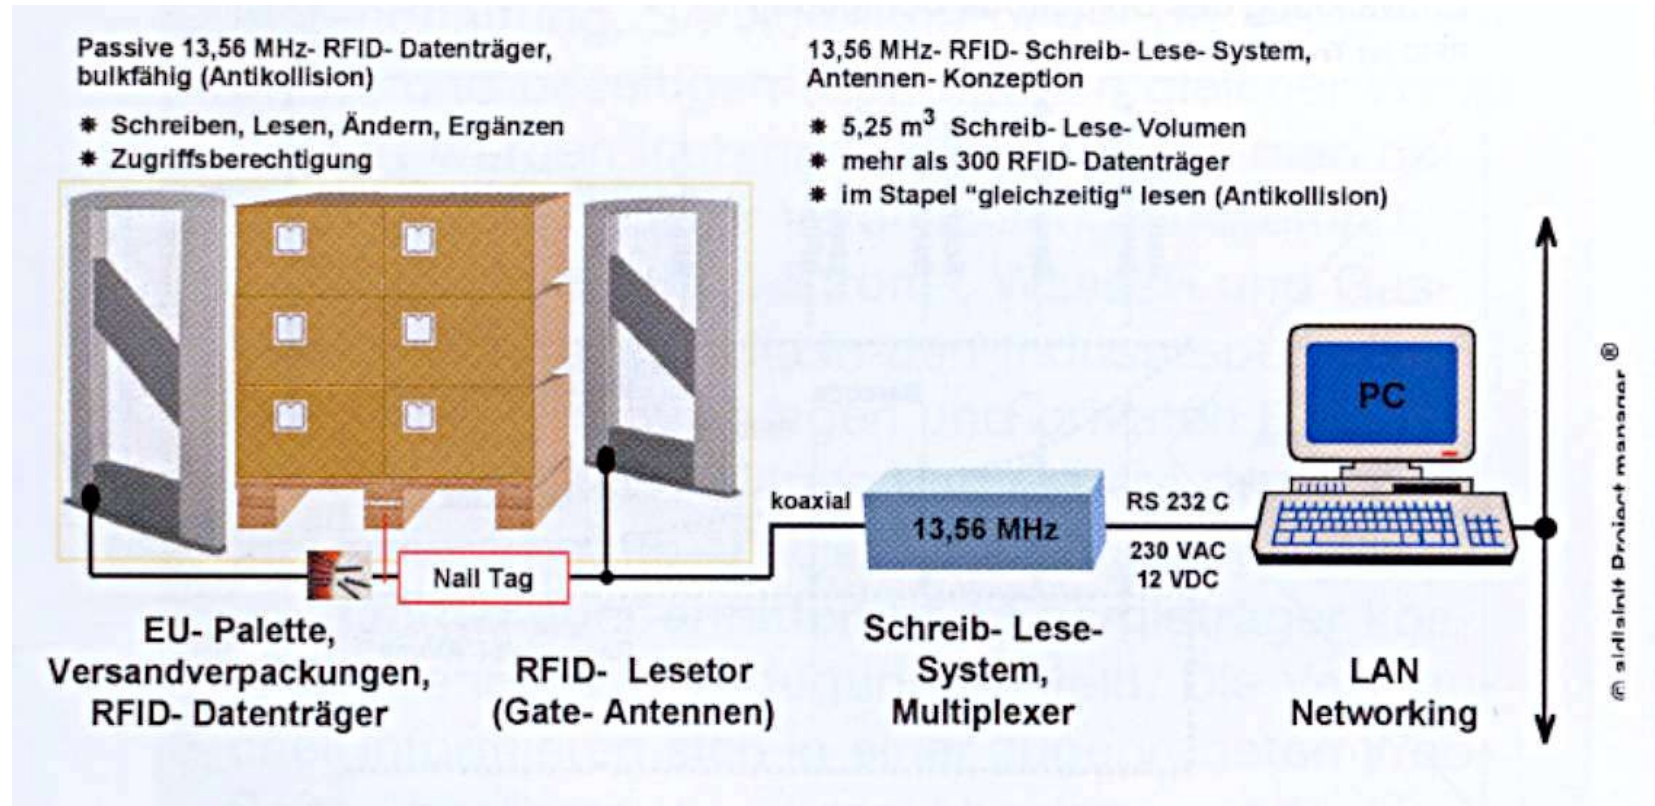 Passive 13,56 MHz- RFID- Datenträger,
bulkfähig (Antikollision)
✷ Schreiben, Lesen, Ändern, Ergänzen
✷ Zugriffsberechtigung
13,56 MHz- RFID- Schreib- Lese- System,
Antennen- Konzeption
✷ 5,25 m³ Schreib- Lese- Volumen
✷ mehr als 300 RFID- Datenträger
✷ im Stapel “gleichzeitig“ lesen (Antikollision)
PC
koaxial
13,56 MHz
RS 232 C
230 VAC
12 VDC
Nail Tag
EU- Palette,
Versandverpackungen,
RFID- Datenträger
RFID- Lesetor
(Gate- Antennen)
Schreib- Lese-
System,
Multiplexer
LAN
Networking
Project manager ®